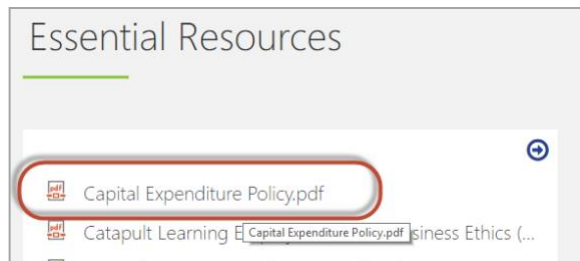 Essential Resources
Capital Expenditure Policy.pdf
Catapult Learning E
Capital Expenditure Policy.pdf
siness Ethics (...